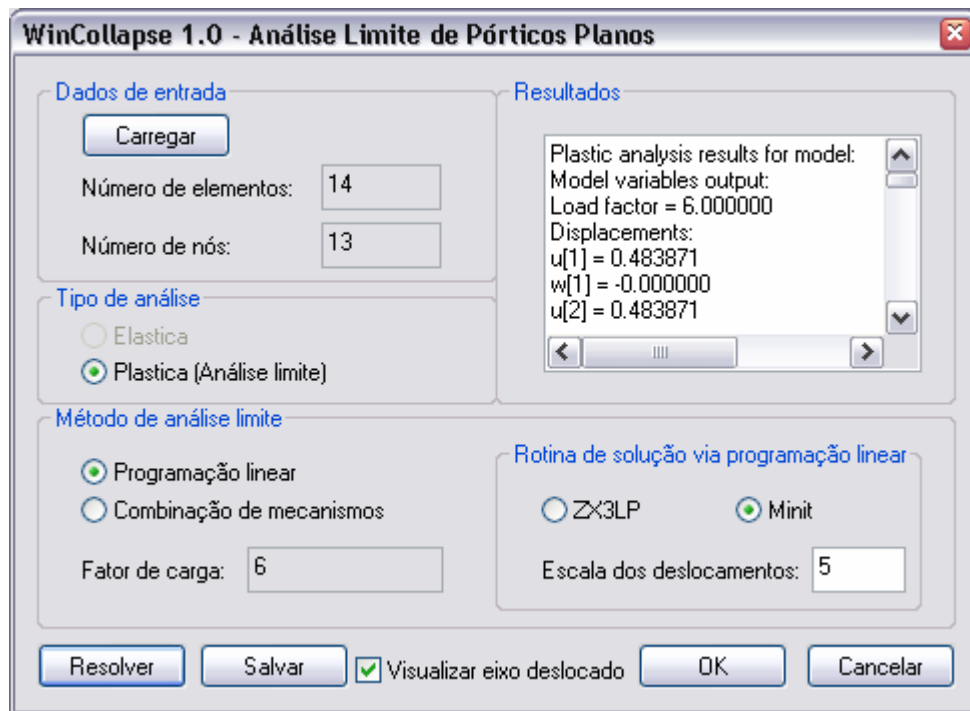 WinCollapse 1.0 - Análise Limite de Pórticos Planos
Dados de entrada
Carregar
Número de elementos: 14
Número de nós: 13
Resultados
Plastic analysis results for model:
Model variables output:
Load factor = 6.000000
Displacements:
u[1] = 0.483871
w[1] = -0.000000
u[2] = 0.483871
Tipo de análise
Elastica
Plastica (Análise limite)
Método de análise limite
Programação linear
Combinação de mecanismos
Fator de carga: 6
Rotina de solução via programação linear
ZX3LP Minit
Escala dos deslocamentos: 5
Resolver Salvar Visualizar eixo deslocado OK Cancelar